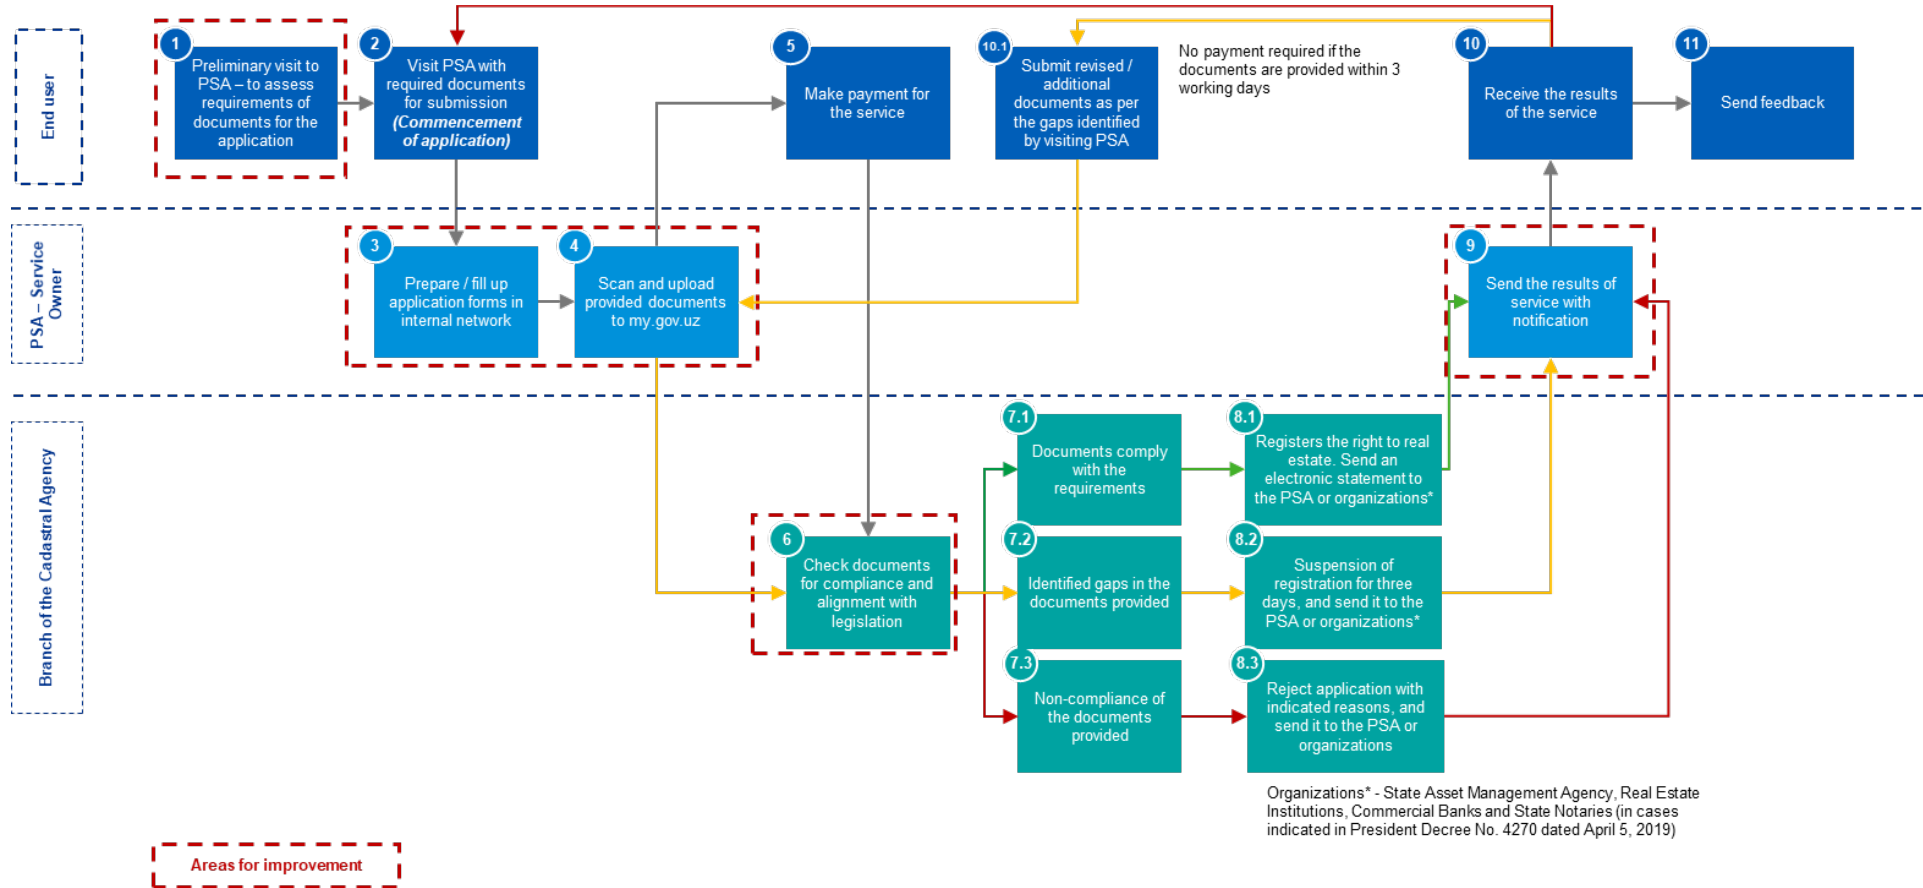 End user
1
Preliminary visit to
PSA – to assess
requirements of
documents for the
application
2
Visit PSA with
required documents
for submission
(Commencement
of application)
5
Make payment for
the service
10.1
Submit revised /
additional
documents as per
the gaps identified
by visiting PSA
No payment required if the
documents are provided within 3
working days
10
Receive the results
of the service
11
Send feedback
PSA – Service
Owner
3
Prepare / fill up
application forms in
internal network
4
Scan and upload
provided documents
to my.gov.uz
9
Send the results of
service with
notification
Branch of the Cadastral Agency
6
Check documents
for compliance and
alignment with
legislation
7.1
Documents comply
with the
requirements
8.1
Registers the right to real
estate. Send an
electronic statement to
the PSA or organizations*
7.2
Identified gaps in the
documents provided
8.2
Suspension of
registration for three
days, and send it to the
PSA or organizations*
7.3
Non-compliance of
the documents
provided
8.3
Reject application with
indicated reasons, and
send it to the PSA or
organizations
Organizations* - State Asset Management Agency, Real Estate
Institutions, Commercial Banks and State Notaries (in cases
indicated in President Decree No. 4270 dated April 5, 2019)
Areas for improvement